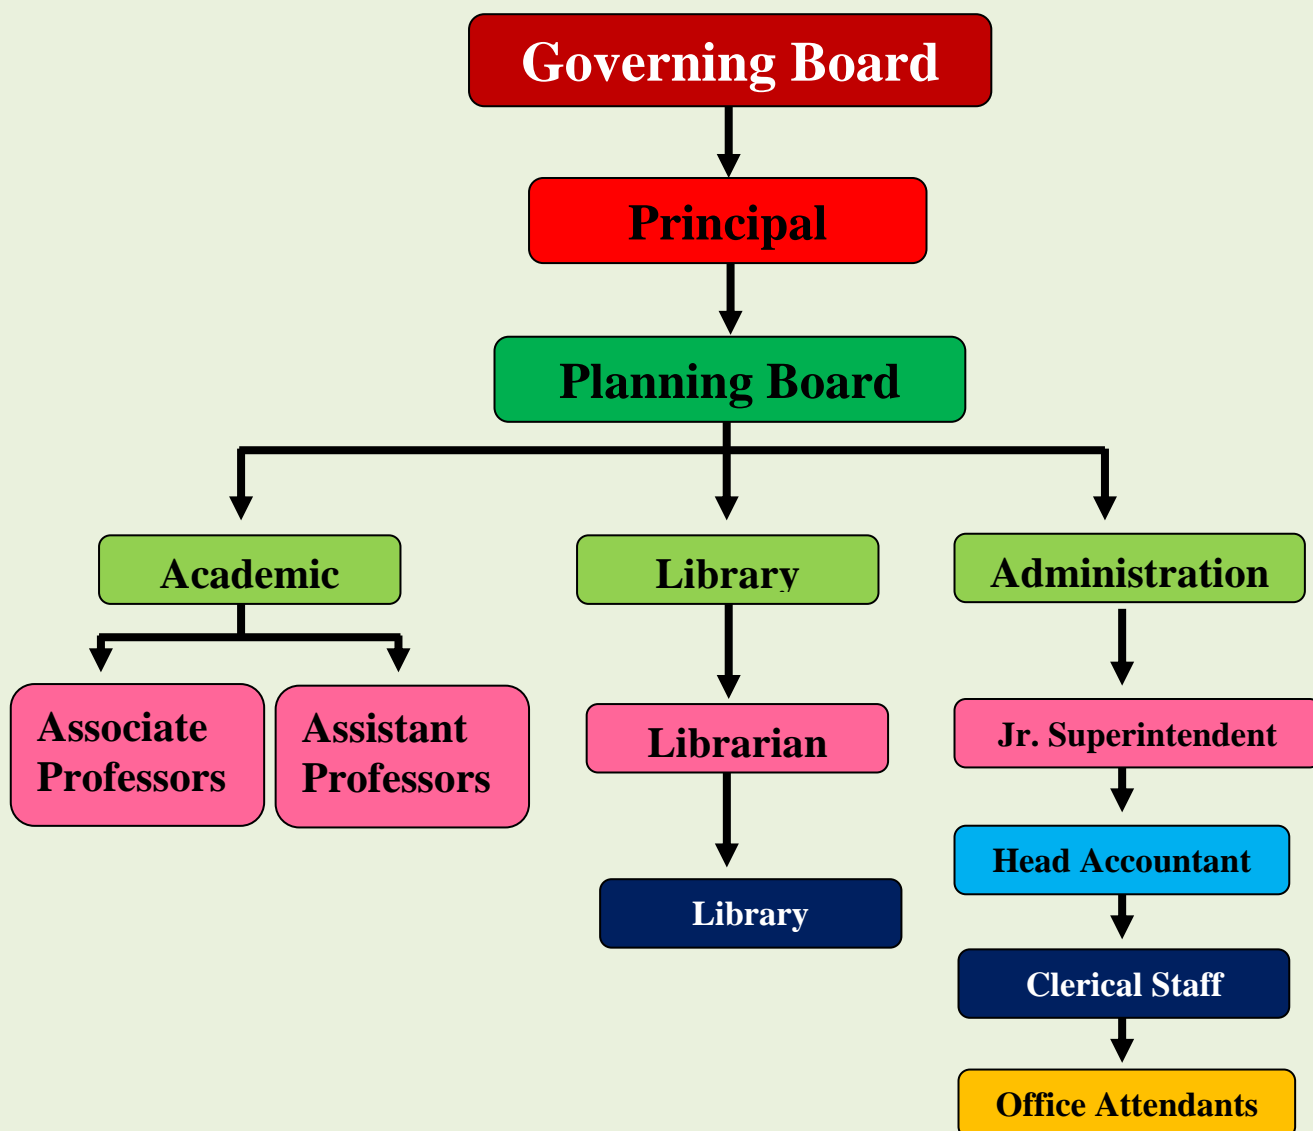 Governing Board
Principal
Planning Board
Academic
Library
Administration
Associate
Professors
Assistant
Professors
Librarian
Jr. Superintendent
Head Accountant
Library
Clerical Staff
Office Attendants